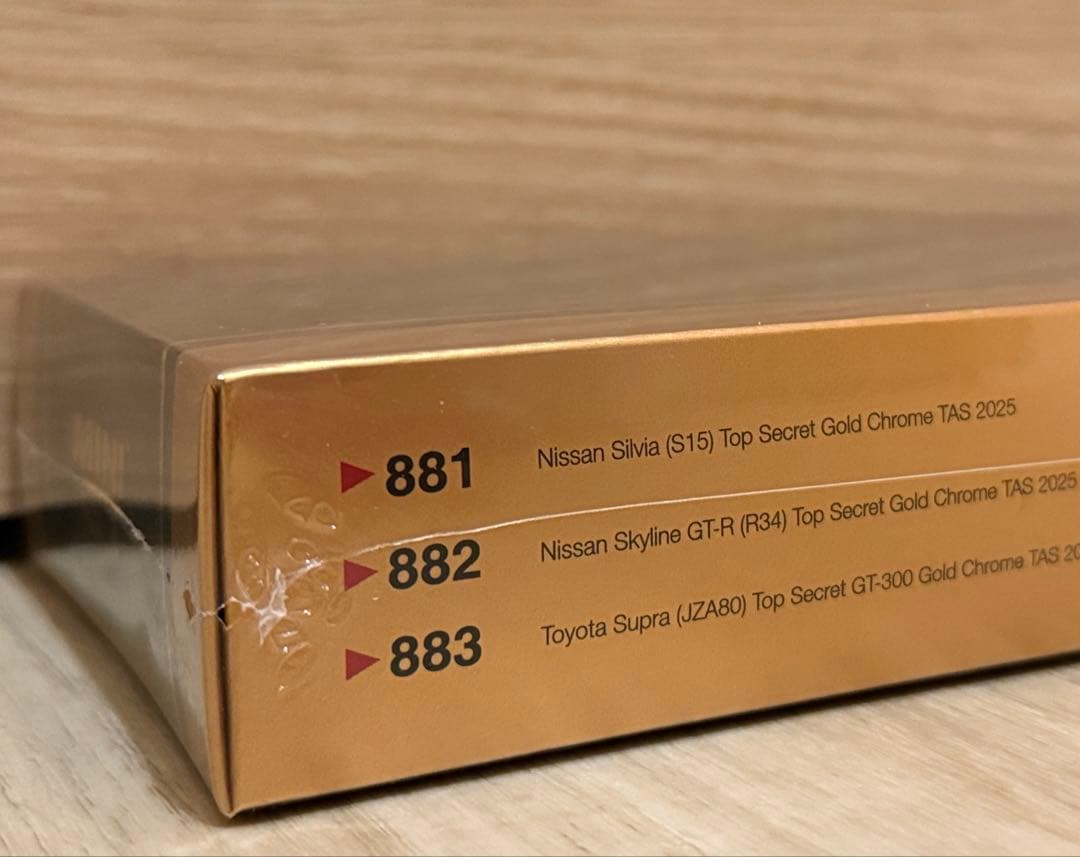 ▶881 Nissan Silvia (S15) Top Secret Gold Chrome TAS 2025
▶882 Nissan Skyline GT-R (R34) Top Secret Gold Chrome TAS 2025
▶883 Toyota Supra (JZA80) Top Secret GT-300 Gold Chrome TAS